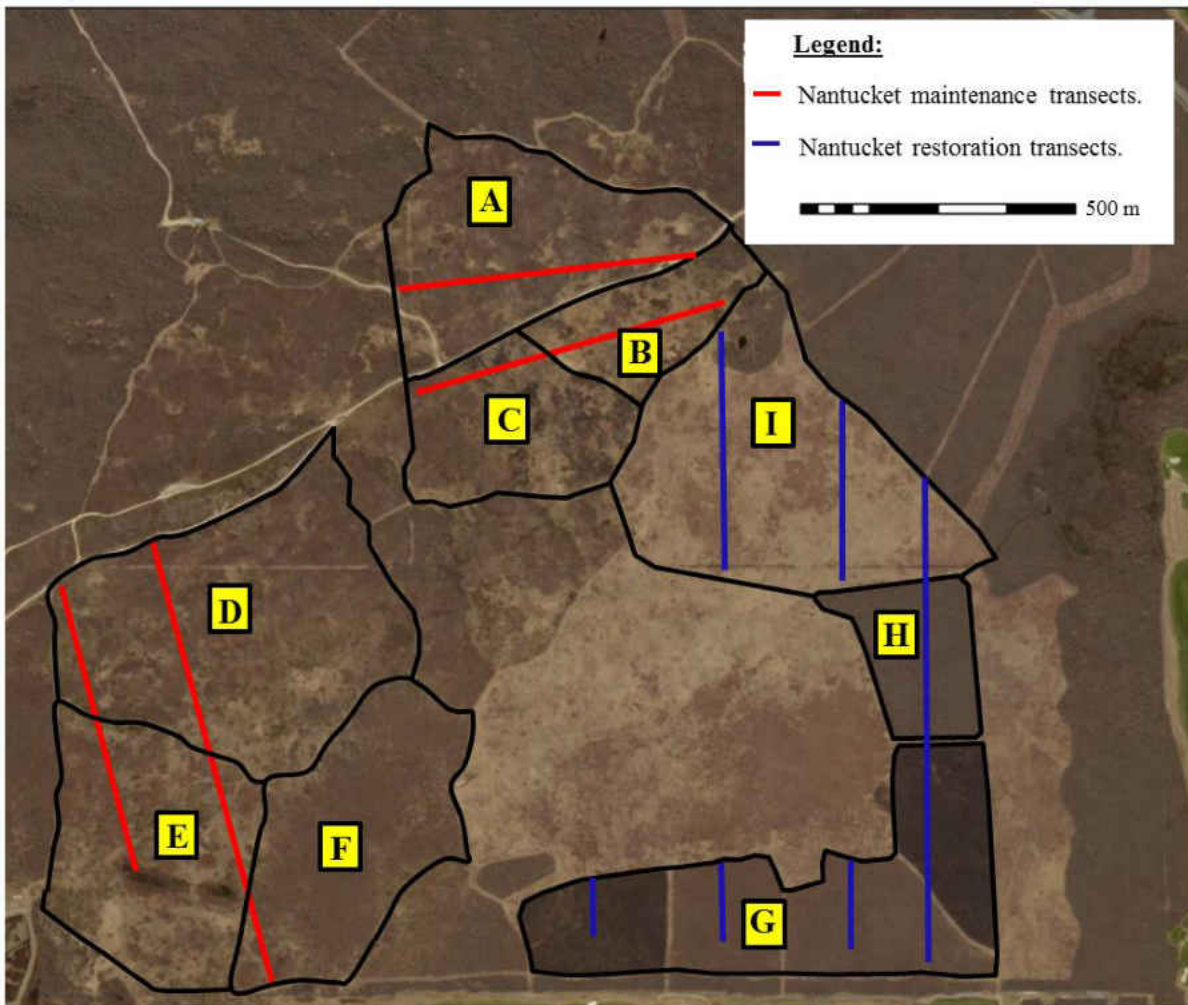 Legend:
Nantucket maintenance transects.
Nantucket restoration transects.
500 m
A
B
C
I
D
H
E
F
G